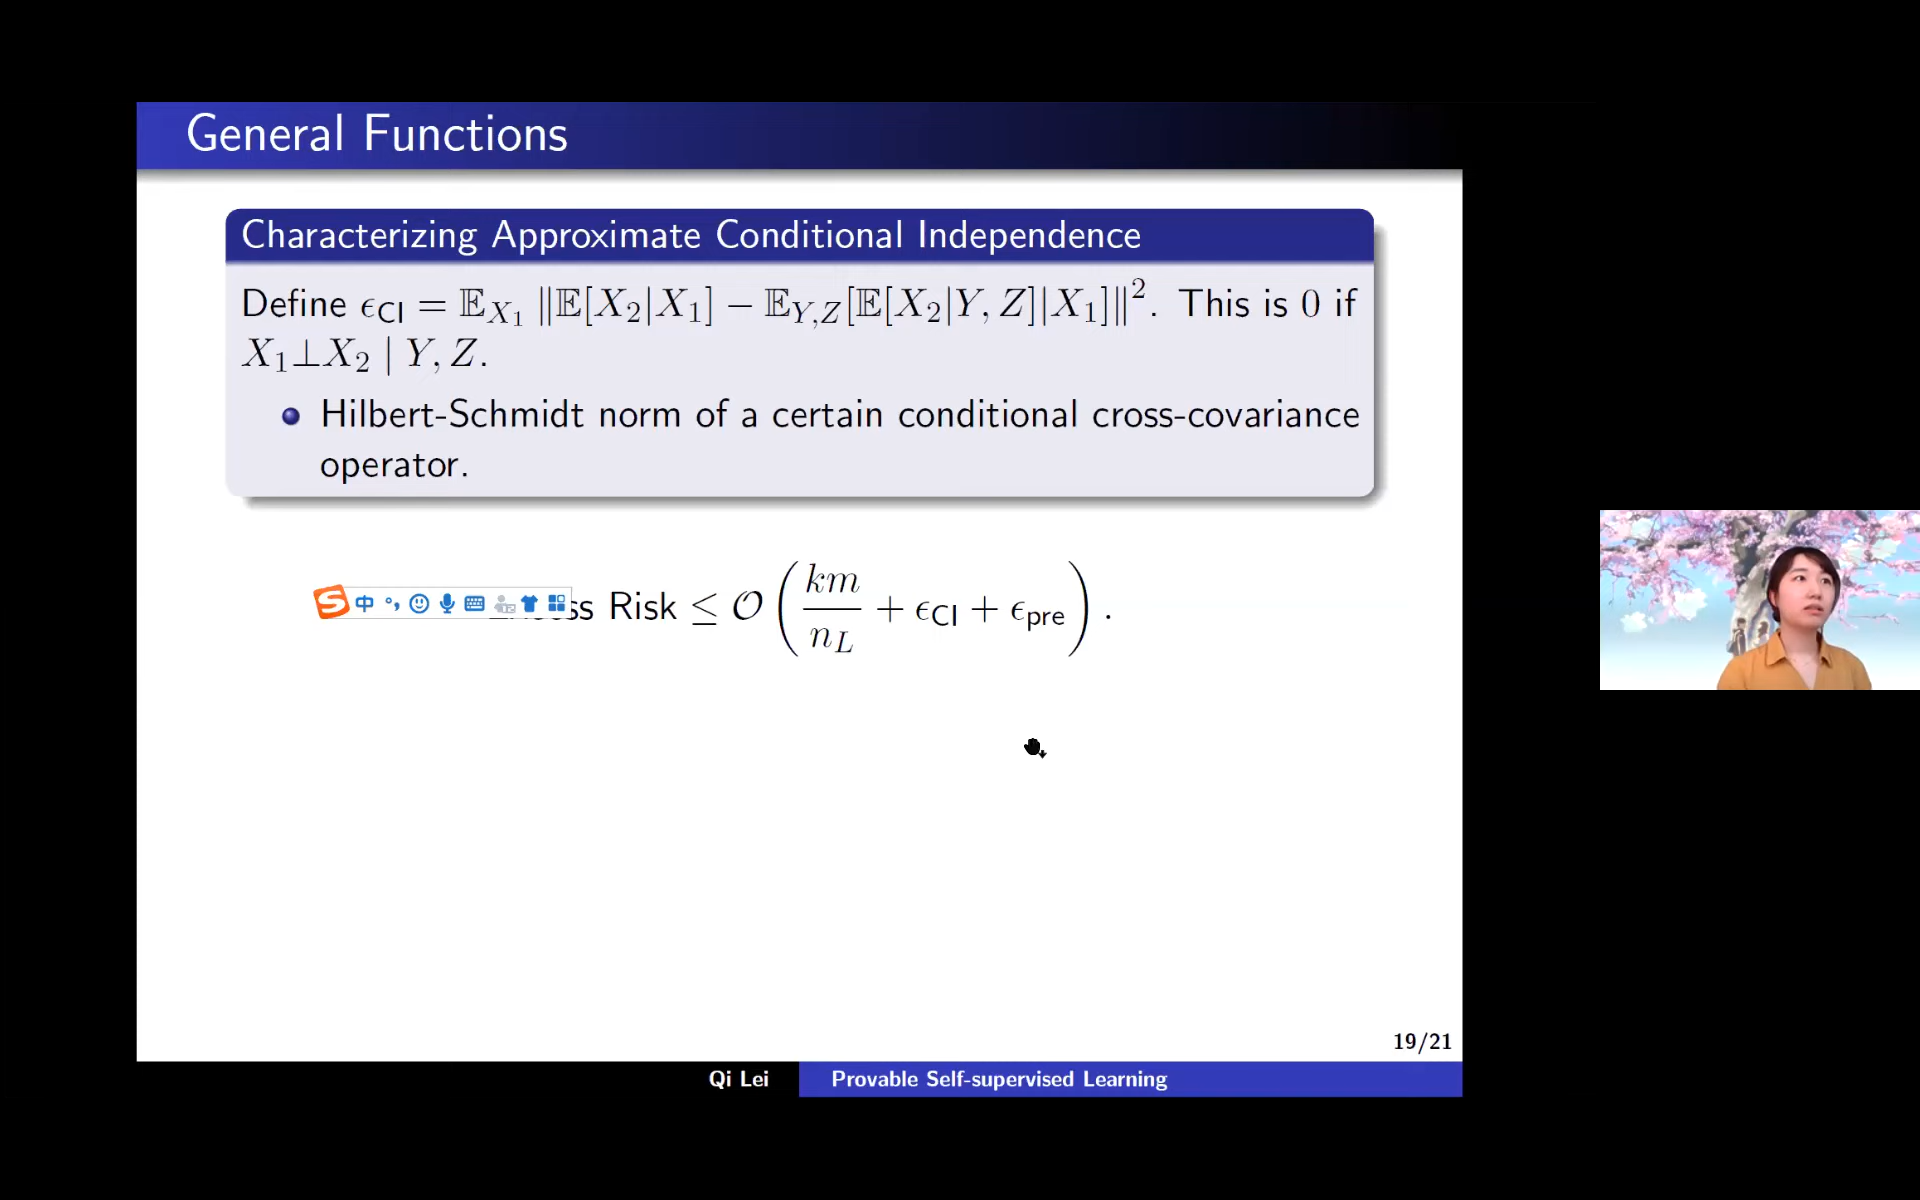 General Functions
Characterizing Approximate Conditional Independence
Define ϵ_CI = 𝔼_{X_1} ‖𝔼[X_2|X_1] − 𝔼_{Y,Z}[𝔼[X_2|Y, Z]|X_1]‖^2. This is 0 if
X_1⊥X_2 | Y, Z.
Hilbert-Schmidt norm of a certain conditional cross-covariance
operator.
S 中 ss Risk ≤ 𝒪 (km/n_L + ϵ_CI + ϵ_pre).
19/21
Qi Lei Provable Self-supervised Learning